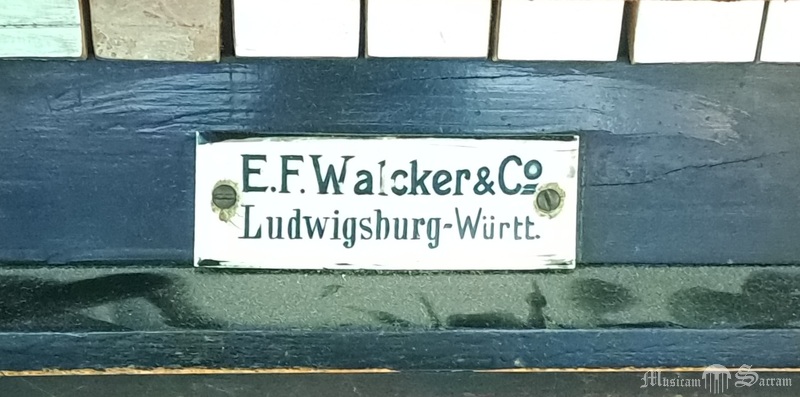 E.F. Walcker & Co
Ludwigsburg-Württ.
Musicam Sacram